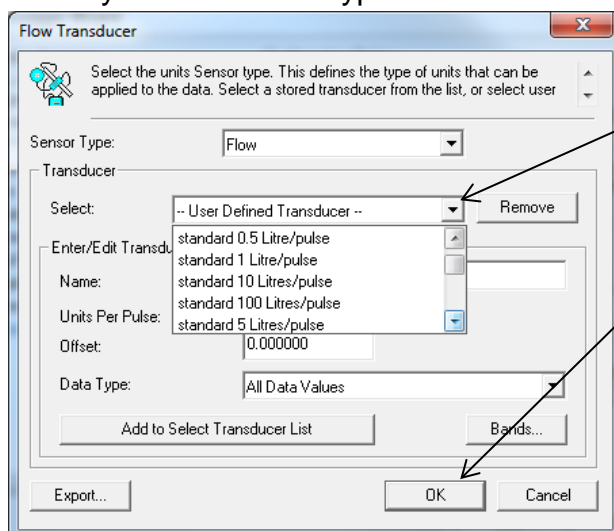 Flow Transducer
Select the units Sensor type. This defines the type of units that can be
applied to the data. Select a stored transducer from the list, or select user
Sensor Type: Flow
Transducer
Select: -- User Defined Transducer -- Remove
standard 0.5 Litre/pulse
standard 1 Litre/pulse
standard 10 Litres/pulse
standard 100 Litres/pulse
standard 5 Litres/pulse
Enter/Edit
Name:
Units Per Pulse:
Offset: 0.000000
Data Type: All Data Values
Add to Select Transducer List Bands...
Export... OK Cancel